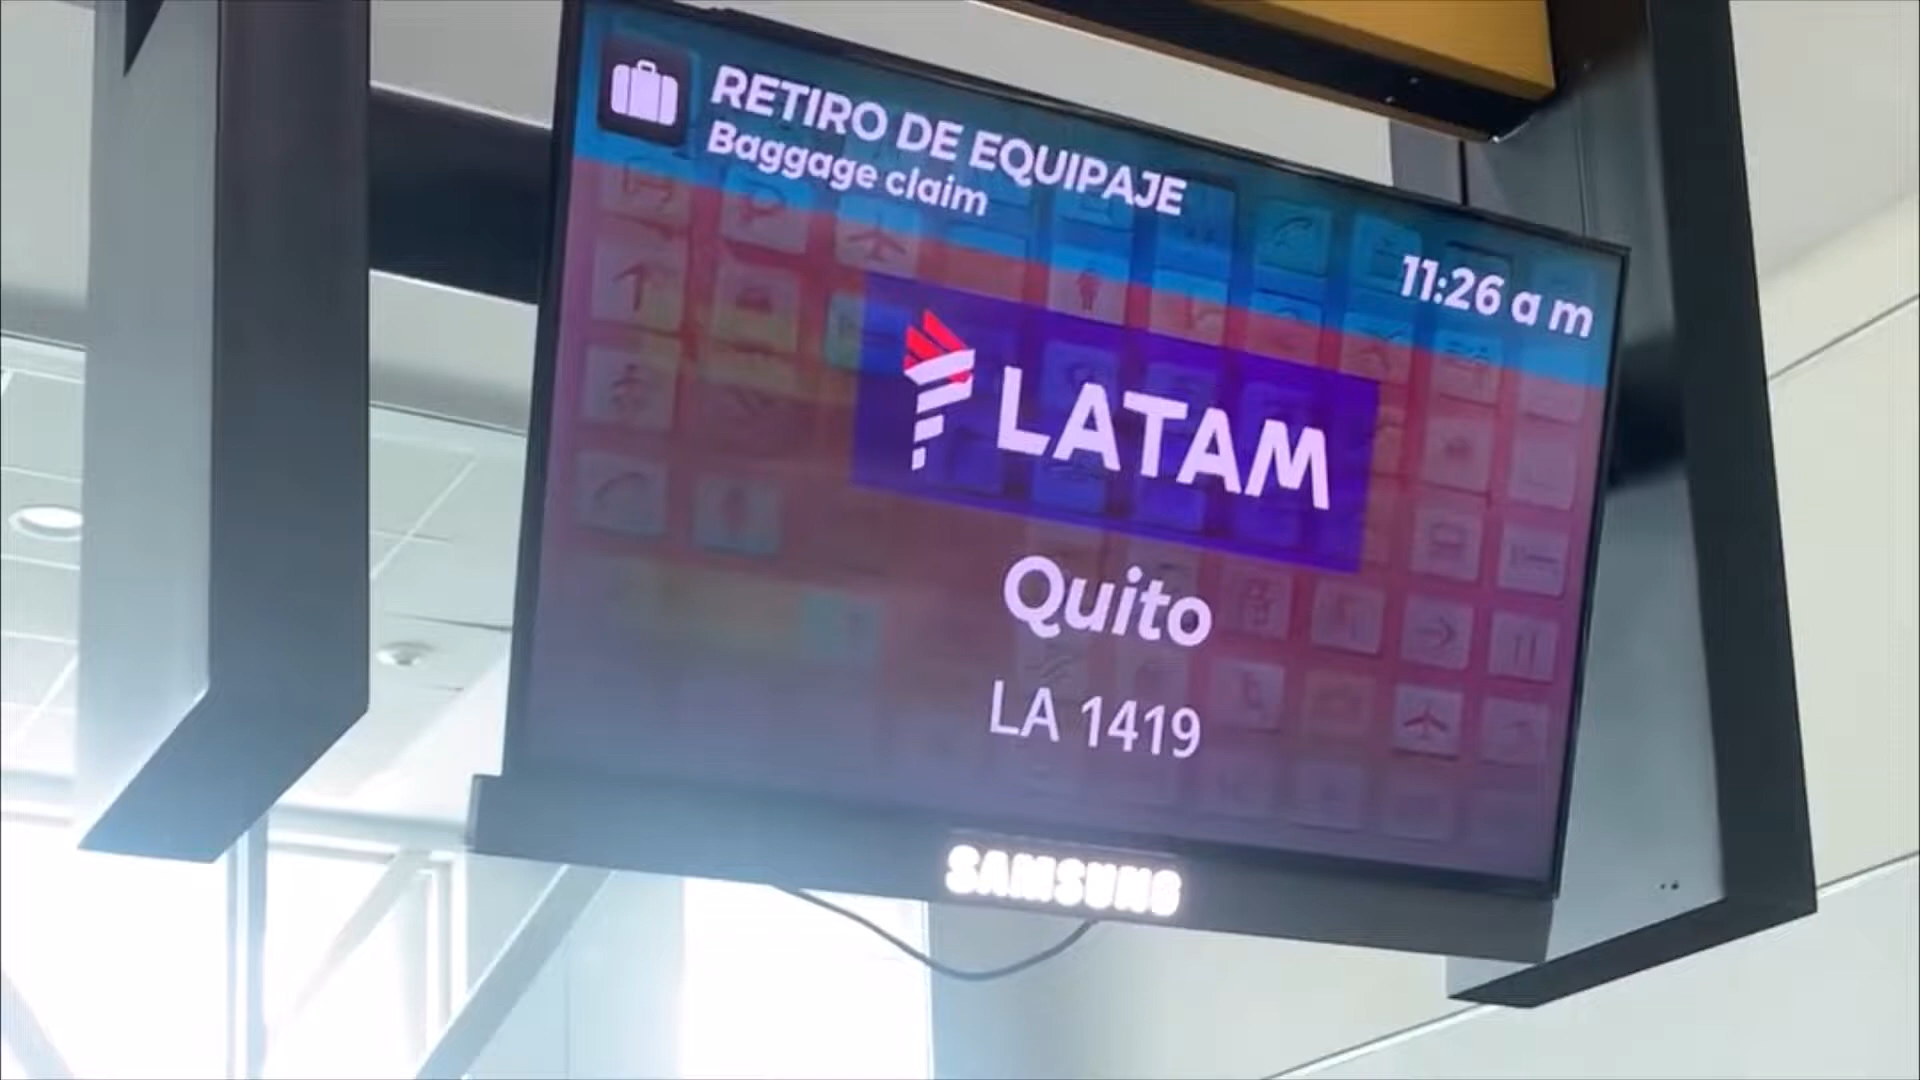 RETIRO DE EQUIPAJE
Baggage claim
11:26 a m
LATAM
Quito
LA 1419
SAMSUNG